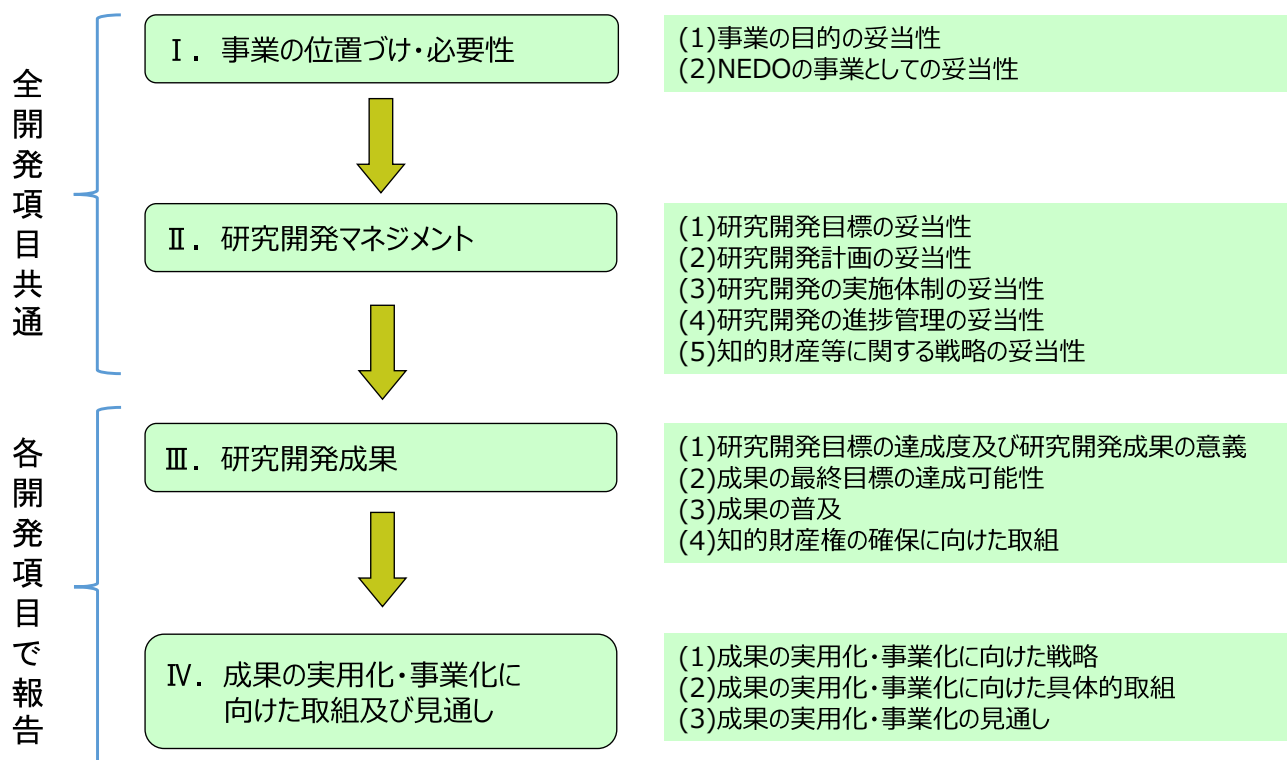 全開発項目共通
Ⅰ．事業の位置づけ・必要性
(1)事業の目的の妥当性
(2)NEDOの事業としての妥当性
Ⅱ．研究開発マネジメント
(1)研究開発目標の妥当性
(2)研究開発計画の妥当性
(3)研究開発の実施体制の妥当性
(4)研究開発の進捗管理の妥当性
(5)知的財産等に関する戦略の妥当性
各開発項目で報告
Ⅲ．研究開発成果
(1)研究開発目標の達成度及び研究開発成果の意義
(2)成果の最終目標の達成可能性
(3)成果の普及
(4)知的財産権の確保に向けた取組
Ⅳ．成果の実用化・事業化に
向けた取組及び見通し
(1)成果の実用化・事業化に向けた戦略
(2)成果の実用化・事業化に向けた具体的取組
(3)成果の実用化・事業化の見通し